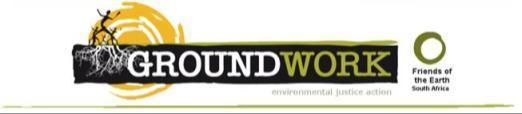 GROUNDWORK
environmental justice action
Friends of
the Earth
South Africa